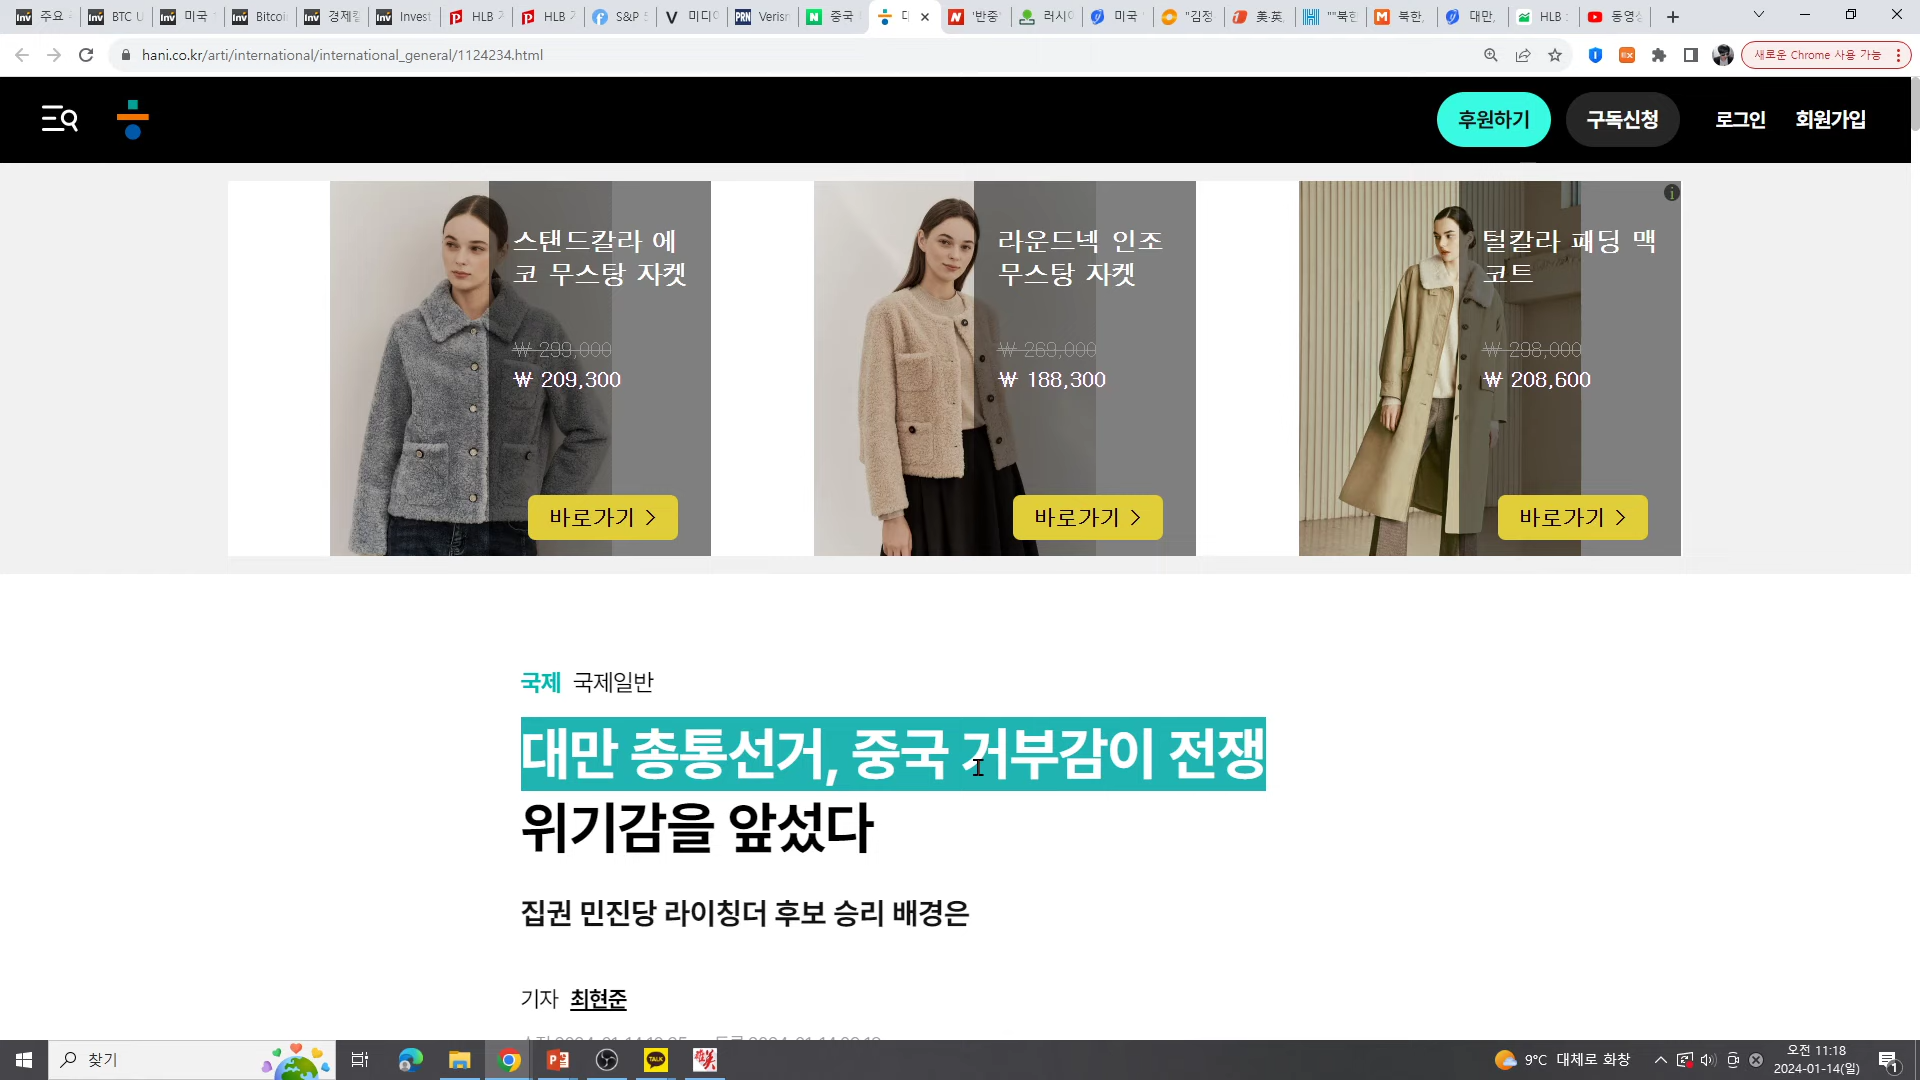 주요
BTC U
미국
Bitcoi
경제캘
Invest
HLB
HLB
S&P 5
미디어
PRN Verism
중국
'반중'
러시아
미국
"김정
美·英
""북한
북한,
대만,
HLB
동영상
hani.co.kr/arti/international/international_general/1124234.html
새로운 Chrome 사용 가능
후원하기
구독신청
로그인
회원가입
스탠드칼라 에
코 무스탕 자켓
₩ 299,000
₩ 209,300
바로가기 >
라운드넥 인조
무스탕 자켓
₩ 269,000
₩ 188,300
바로가기 >
털칼라 패딩 맥
코트
₩ 298,000
₩ 208,600
바로가기 >
국제 국제일반
대만 총통선거, 중국 거부감이 전쟁
위기감을 앞섰다
집권 민진당 라이칭더 후보 승리 배경은
기자 최현준
찾기
TALK
9°C 대체로 화창
오전 11:18
2024-01-14(일)
1